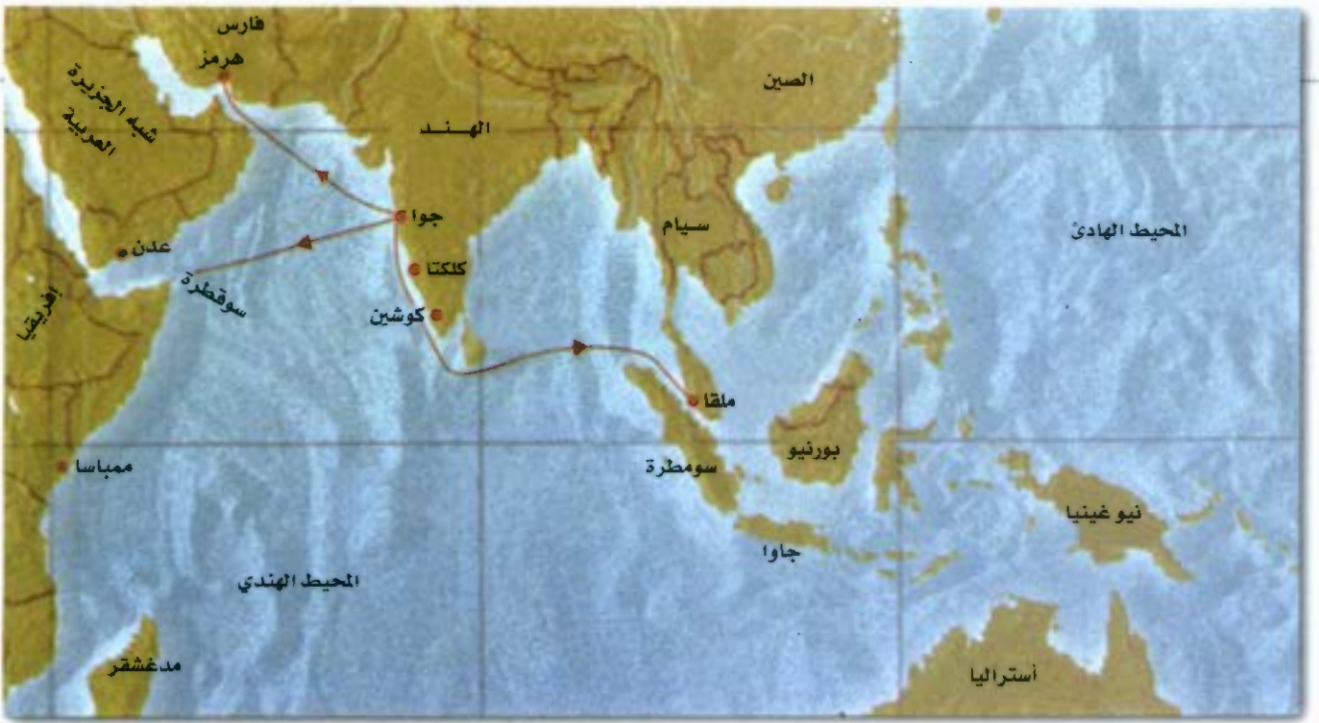 فارس
هرمز
شبه الجزيرة
العربية
الصين
الهـنـد
جوا
سـيام
المحيط الهادئ
عدن
كلكتا
سوقطرة
إفريقيا
كوشين
ملقا
ممباسا
سومطرة
بورنيو
نيو غينيا
جاوا
المحيط الهندي
مدغشقر
أستراليا